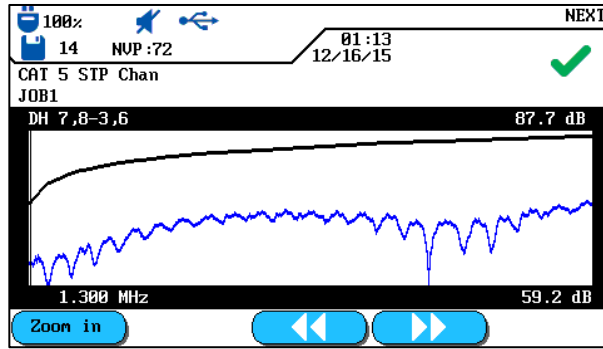 100% NEXT
14 NVP:72 01:13
12/16/15
CAT 5 STP Chan
JOB1
DH 7,8-3,6 87.7 dB
1.300 MHz 59.2 dB
Zoom in